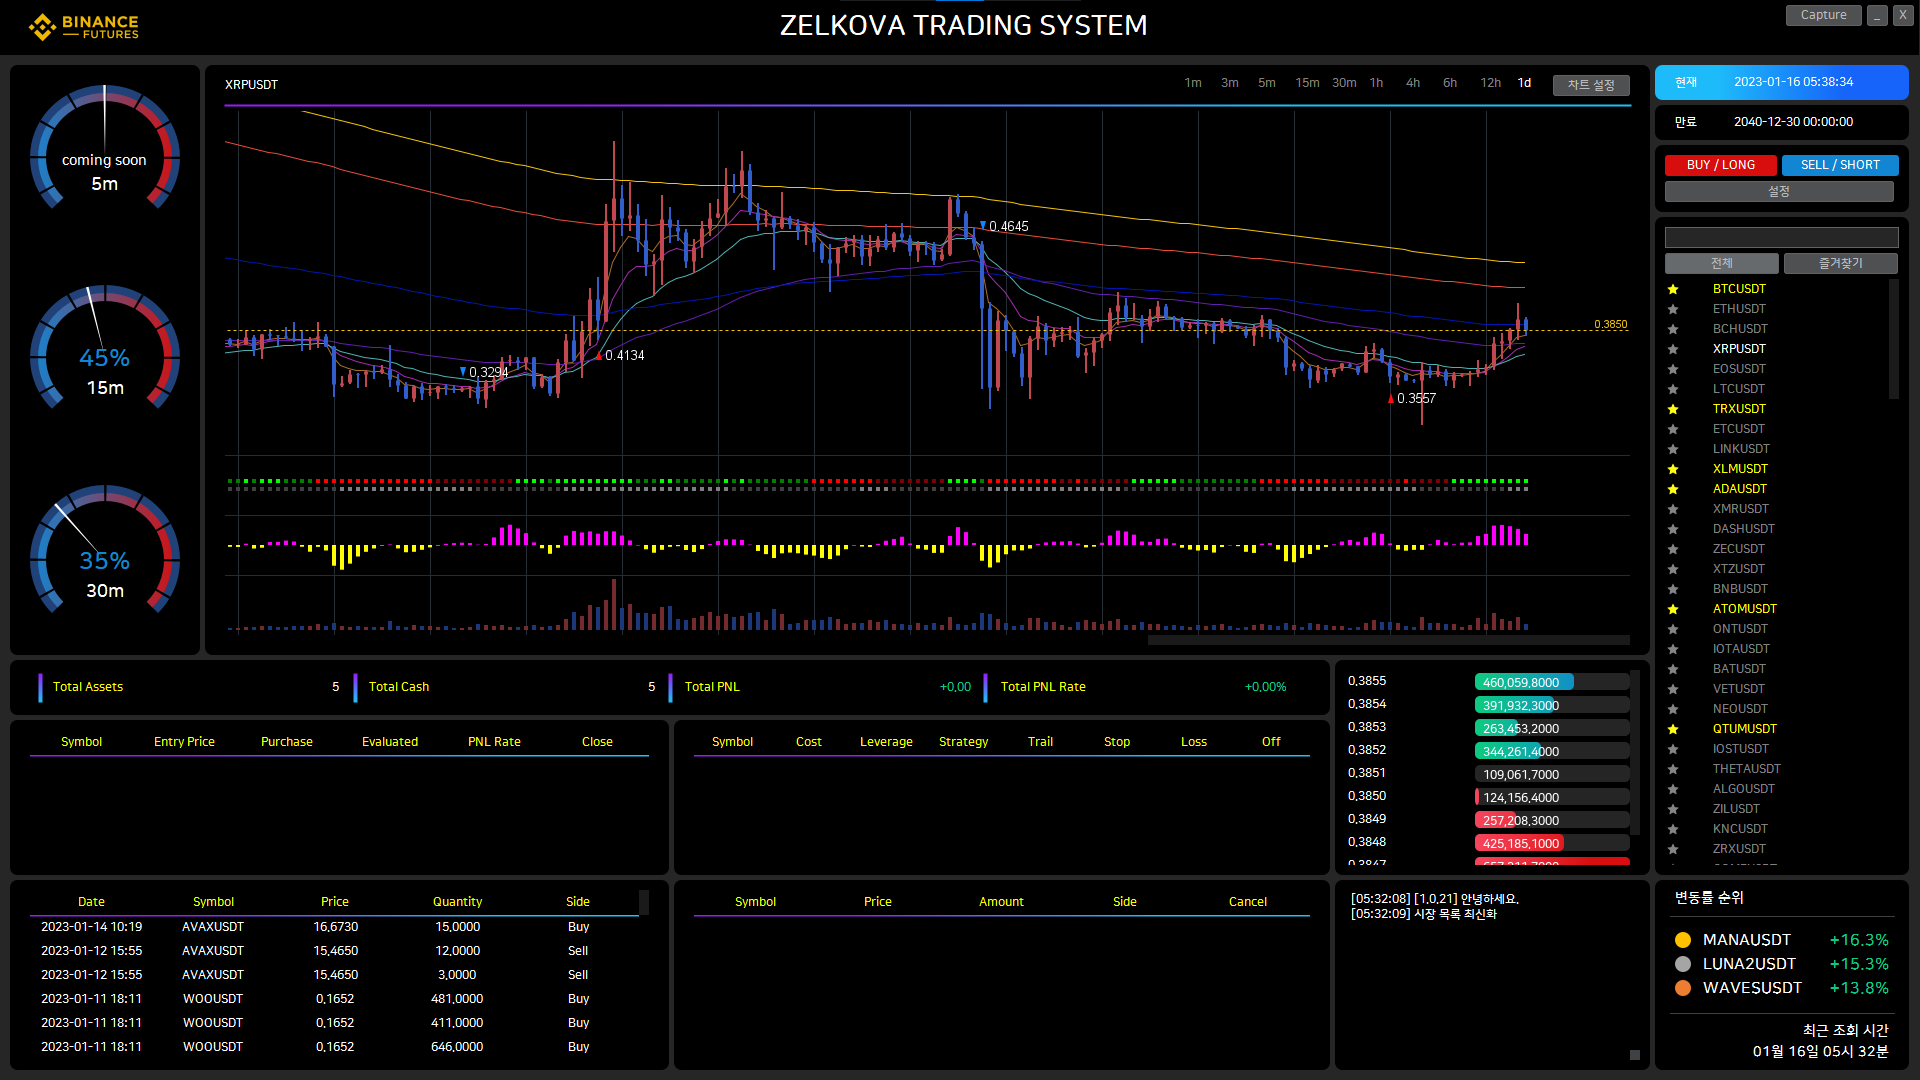 BINANCE
FUTURES
ZELKOVA TRADING SYSTEM
Capture _ X
coming soon
5m
45%
15m
35%
30m
XRPUSDT 1m 3m 5m 15m 30m 1h 4h 6h 12h 1d 차트 설정
0.4645
0.3850
0.4134
0.3294
0.3557
현재 2023-01-16 05:38:34
만료 2040-12-30 00:00:00
BUY / LONG SELL / SHORT
설정
전체 즐겨찾기
BTCUSDT
ETHUSDT
BCHUSDT
XRPUSDT
EOSUSDT
LTCUSDT
TRXUSDT
ETCUSDT
LINKUSDT
XLMUSDT
ADAUSDT
XMRUSDT
DASHUSDT
ZECUSDT
XTZUSDT
BNBUSDT
ATOMUSDT
ONTUSDT
IOTAUSDT
BATUSDT
VETUSDT
NEOUSDT
QTUMUSDT
IOSTUSDT
THETAUSDT
ALGOUSDT
ZILUSDT
KNCUSDT
ZRXUSDT
Total Assets 5 Total Cash 5 Total PNL +0.00 Total PNL Rate +0.00%
Symbol Entry Price Purchase Evaluated PNL Rate Close
Symbol Cost Leverage Strategy Trail Stop Loss Off
0.3855 460,059.8000
0.3854 391,932.3000
0.3853 263,453.2000
0.3852 344,261.4000
0.3851 109,061.7000
0.3850 124,156.4000
0.3849 257,208.3000
0.3848 425,185.1000
0.3847
Date Symbol Price Quantity Side
2023-01-14 10:19 AVAXUSDT 16.6730 15.0000 Buy
2023-01-12 15:55 AVAXUSDT 15.4650 12.0000 Sell
2023-01-12 15:55 AVAXUSDT 15.4650 3.0000 Sell
2023-01-11 18:11 WOOUSDT 0.1652 481.0000 Buy
2023-01-11 18:11 WOOUSDT 0.1652 411.0000 Buy
2023-01-11 18:11 WOOUSDT 0.1652 646.0000 Buy
Symbol Price Amount Side Cancel
[05:32:08] [1.0.21] 안녕하세요.
[05:32:09] 시장 목록 최신화
변동률 순위
MANAUSDT +16.3%
LUNA2USDT +15.3%
WAVESUSDT +13.8%
최근 조회 시간
01월 16일 05시 32분